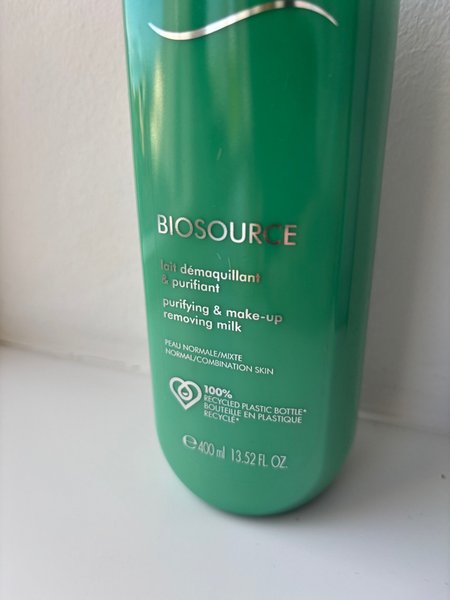 BIOSOURCE
lait démaquillant
& purifiant
purifying & make-up
removing milk
PEAU NORMALE/MIXTE
NORMAL/COMBINATION SKIN
100%
RECYCLED PLASTIC BOTTLE*
BOUTEILLE EN PLASTIQUE
RECYCLÉ*
℮400 ml 13.52 FL. OZ.